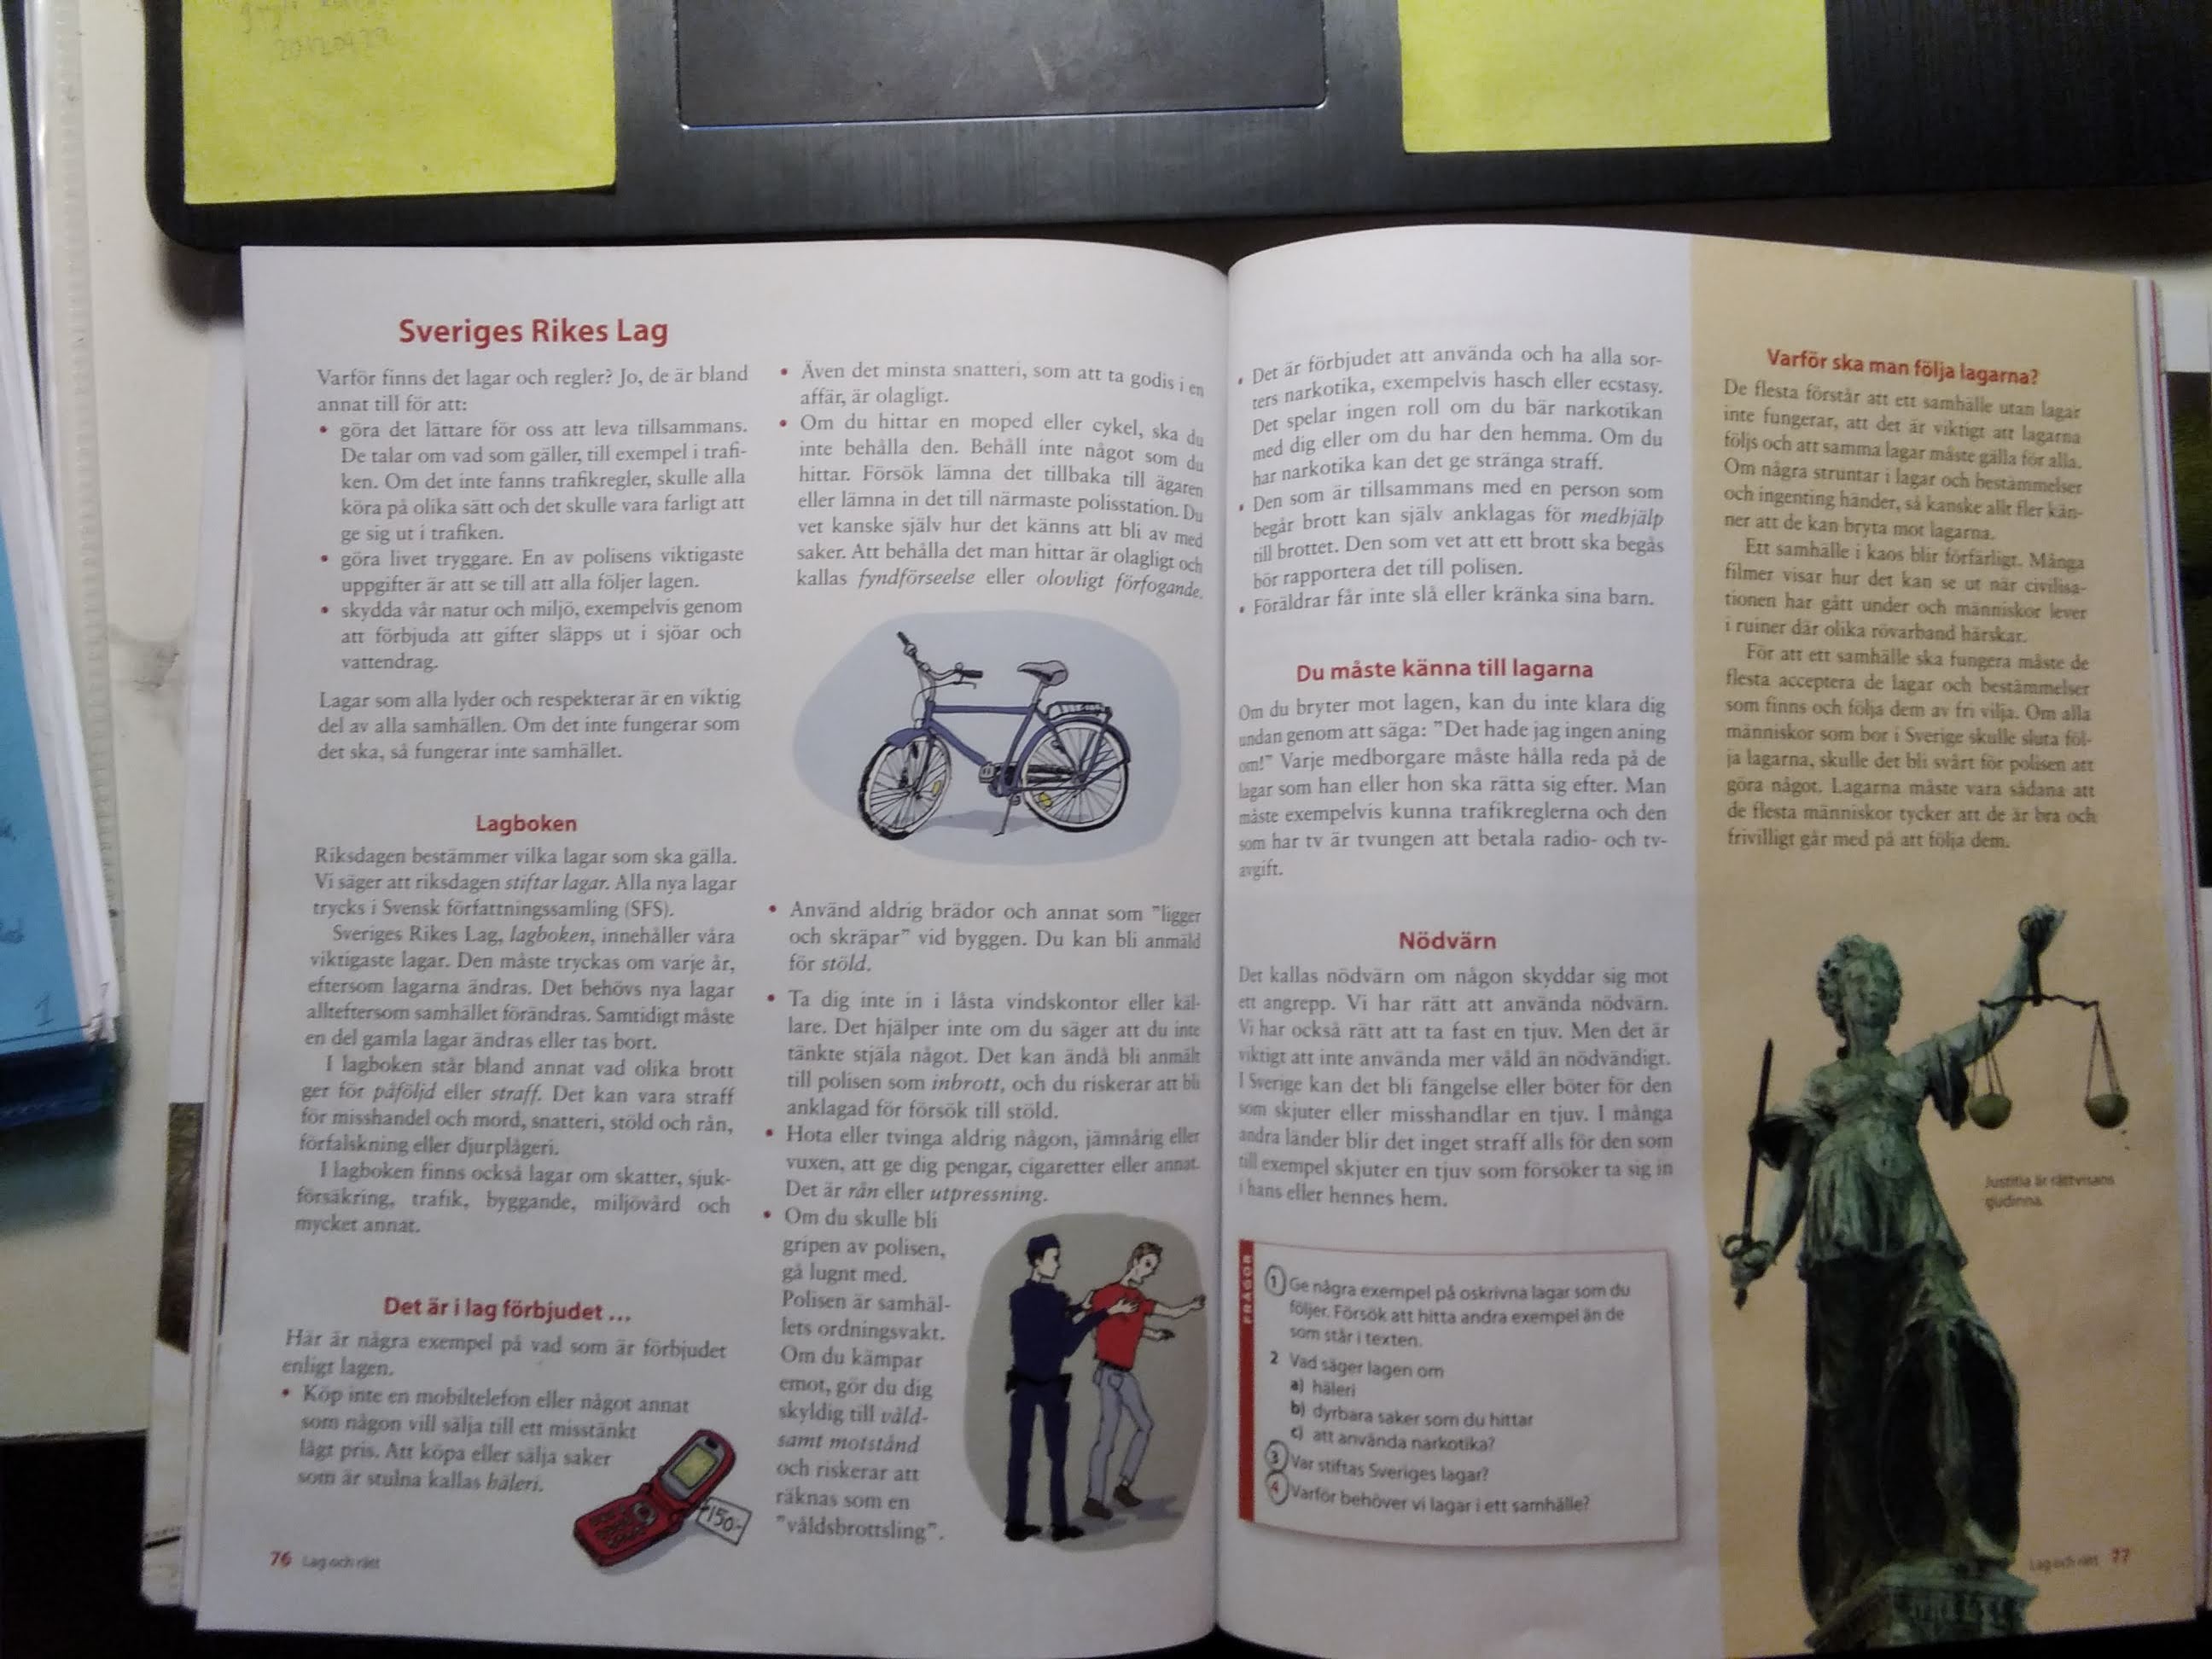 20120929
Sveriges Rikes Lag
Varför finns det lagar och regler? Jo, de är bland
annat till för att:
• göra det lättare för oss att leva tillsammans.
De talar om vad som gäller, till exempel i trafi-
ken. Om det inte fanns trafikregler, skulle alla
köra på olika sätt och det skulle vara farligt att
ge sig ut i trafiken.
• göra livet tryggare. En av polisens viktigaste
uppgifter är att se till att alla följer lagen.
• skydda vår natur och miljö, exempelvis genom
att förbjuda att gifter släpps ut i sjöar och
vattendrag.
Lagar som alla lyder och respekterar är en viktig
del av alla samhällen. Om det inte fungerar som
det ska, så fungerar inte samhället.
Lagboken
Riksdagen bestämmer vilka lagar som ska gälla.
Vi säger att riksdagen stiftar lagar. Alla nya lagar
trycks i Svensk författningssamling (SFS).
Sveriges Rikes Lag, lagboken, innehåller våra
viktigaste lagar. Den måste tryckas om varje år,
eftersom lagarna ändras. Det behövs nya lagar
allteftersom samhället förändras. Samtidigt måste
en del gamla lagar ändras eller tas bort.
I lagboken står bland annat vad olika brott
ger för påföljd eller straff. Det kan vara straff
för misshandel och mord, snatteri, stöld och rån,
förfalskning eller djurplågeri.
I lagboken finns också lagar om skatter, sjuk-
försäkring, trafik, byggande, miljövård och
mycket annat.
Det är i lag förbjudet ...
Här är några exempel på vad som är förbjudet
enligt lagen.
• Köp inte en mobiltelefon eller något annat
som någon vill sälja till ett misstänkt
lågt pris. Att köpa eller sälja saker
som är stulna kallas häleri.
150:-
76 Lag och rätt
• Även det minsta snatteri, som att ta godis i en
affär, är olagligt.
• Om du hittar en moped eller cykel, ska du
inte behålla den. Behåll inte något som du
hittar. Försök lämna det tillbaka till ägaren
eller lämna in det till närmaste polisstation. Du
vet kanske själv hur det känns att bli av med
saker. Att behålla det man hittar är olagligt och
kallas fyndförseelse eller olovligt förfogande.
• Använd aldrig brädor och annat som "ligger
och skräpar" vid byggen. Du kan bli anmäld
för stöld.
• Ta dig inte in i låsta vindskontor eller käl-
lare. Det hjälper inte om du säger att du inte
tänkte stjäla något. Det kan ändå bli anmält
till polisen som inbrott, och du riskerar att bli
anklagad för försök till stöld.
• Hota eller tvinga aldrig någon, jämnårig eller
vuxen, att ge dig pengar, cigaretter eller annat.
Det är rån eller utpressning.
• Om du skulle bli
gripen av polisen,
gå lugnt med.
Polisen är samhäl-
lets ordningsvakt.
Om du kämpar
emot, gör du dig
skyldig till våld-
samt motstånd
och riskerar att
räknas som en
"våldsbrottsling".
• Det är förbjudet att använda och ha alla sor-
ters narkotika, exempelvis hasch eller ecstasy.
Det spelar ingen roll om du bär narkotikan
med dig eller om du har den hemma. Om du
har narkotika kan det ge stränga straff.
• Den som är tillsammans med en person som
begår brott kan själv anklagas för medhjälp
till brottet. Den som vet att ett brott ska begås
bör rapportera det till polisen.
• Föräldrar får inte slå eller kränka sina barn.
Du måste känna till lagarna
Om du bryter mot lagen, kan du inte klara dig
undan genom att säga: "Det hade jag ingen aning
om!" Varje medborgare måste hålla reda på de
lagar som han eller hon ska rätta sig efter. Man
måste exempelvis kunna trafikreglerna och den
som har tv är tvungen att betala radio- och tv-
avgift.
Nödvärn
Det kallas nödvärn om någon skyddar sig mot
ett angrepp. Vi har rätt att använda nödvärn.
Vi har också rätt att ta fast en tjuv. Men det är
viktigt att inte använda mer våld än nödvändigt.
I Sverige kan det bli fängelse eller böter för den
som skjuter eller misshandlar en tjuv. I många
andra länder blir det inget straff alls för den som
till exempel skjuter en tjuv som försöker ta sig in
i hans eller hennes hem.
FRÅGOR
1 Ge några exempel på oskrivna lagar som du
följer. Försök att hitta andra exempel än de
som står i texten.
2 Vad säger lagen om
a) häleri
b) dyrbara saker som du hittar
c) att använda narkotika?
3 Var stiftas Sveriges lagar?
4 Varför behöver vi lagar i ett samhälle?
Varför ska man följa lagarna?
De flesta förstår att ett samhälle utan lagar
inte fungerar, att det är viktigt att lagarna
följs och att samma lagar måste gälla för alla.
Om några struntar i lagar och bestämmelser
och ingenting händer, så kanske allt fler kän-
ner att de kan bryta mot lagarna.
Ett samhälle i kaos blir förfärligt. Många
filmer visar hur det kan se ut när civilisa-
tionen har gått under och människor lever
i ruiner där olika rövarband härskar.
För att ett samhälle ska fungera måste de
flesta acceptera de lagar och bestämmelser
som finns och följa dem av fri vilja. Om alla
människor som bor i Sverige skulle sluta föl-
ja lagarna, skulle det bli svårt för polisen att
göra något. Lagarna måste vara sådana att
de flesta människor tycker att de är bra och
frivilligt går med på att följa dem.
Justitia är rättvisans
gudinna.
Lag och rätt 77
1